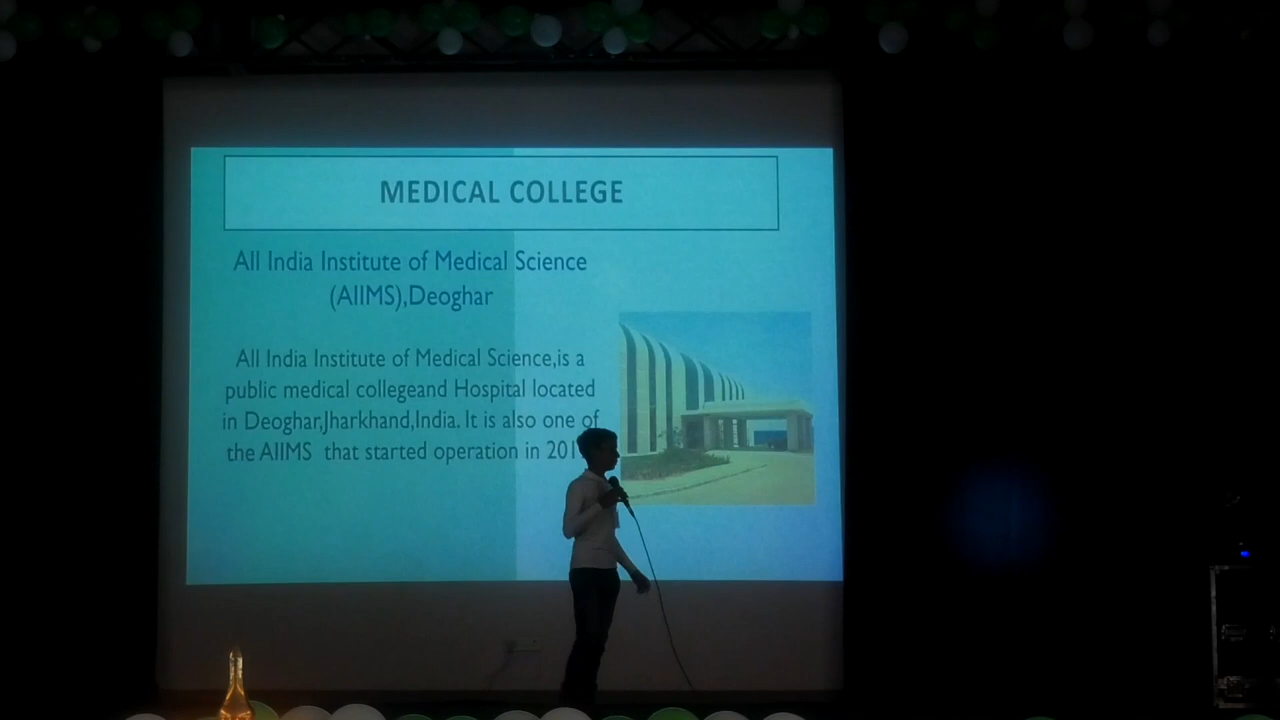 MEDICAL COLLEGE
All India Institute of Medical Science
(AIIMS),Deoghar
All India Institute of Medical Science,is a
public medical collegeand Hospital located
in Deoghar,Jharkhand,India. It is also one of
the AIIMS that started operation in